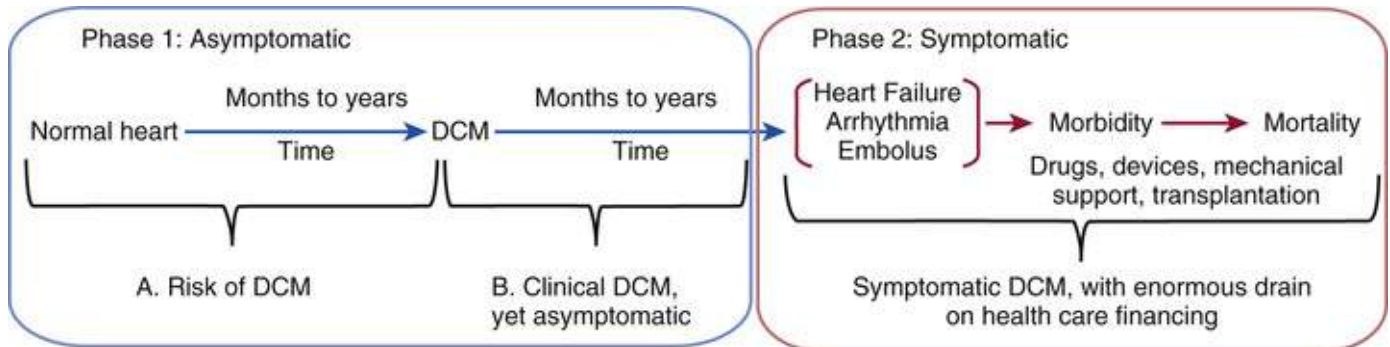 Phase 1: Asymptomatic
Normal heart
Months to years
Time
DCM
Months to years
Time
A. Risk of DCM
B. Clinical DCM,
yet asymptomatic
Phase 2: Symptomatic
Heart Failure
Arrhythmia
Embolus
Morbidity
Mortality
Drugs, devices, mechanical
support, transplantation
Symptomatic DCM, with enormous drain
on health care financing